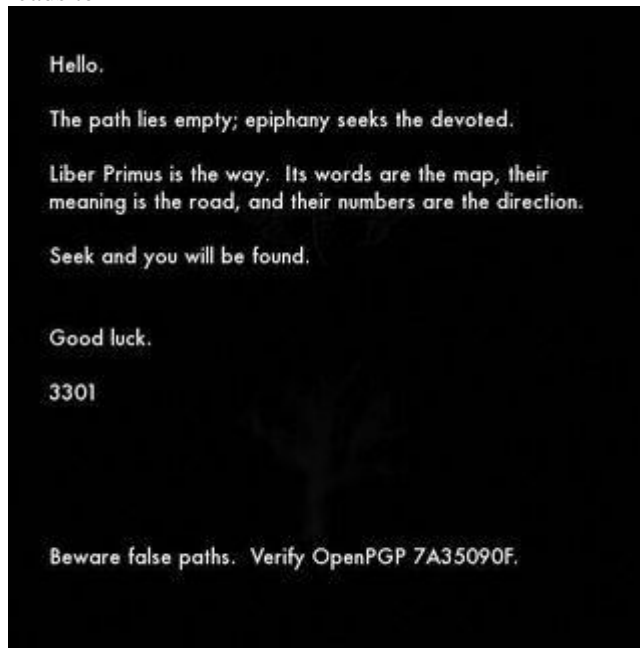 Hello.
The path lies empty; epiphany seeks the devoted.
Liber Primus is the way.  Its words are the map, their
meaning is the road, and their numbers are the direction.
Seek and you will be found.
Good luck.
3301
Beware false paths.  Verify OpenPGP 7A35090F.